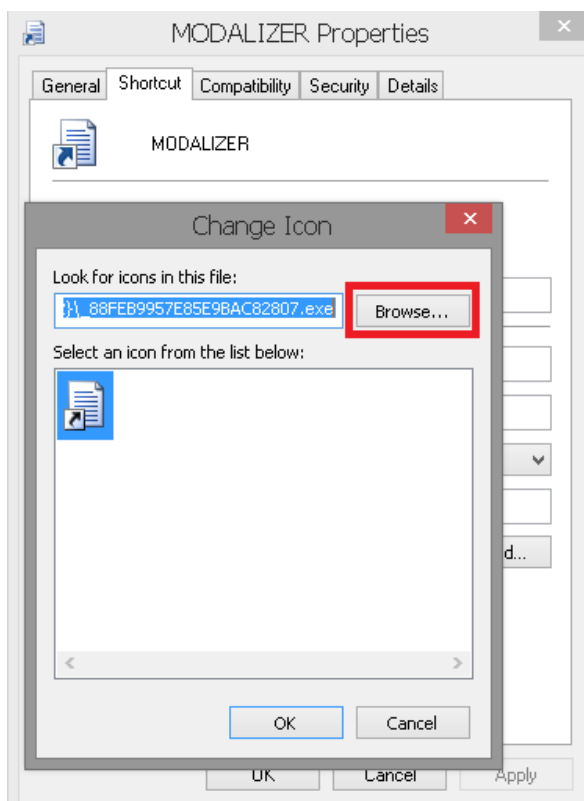 MODALIZER Properties
General Shortcut Compatibility Security Details
MODALIZER
Change Icon
Look for icons in this file:
}\_88FEB9957E85E9BAC82807.exe Browse...
Select an icon from the list below:
d...
OK Cancel
OK Cancel Apply